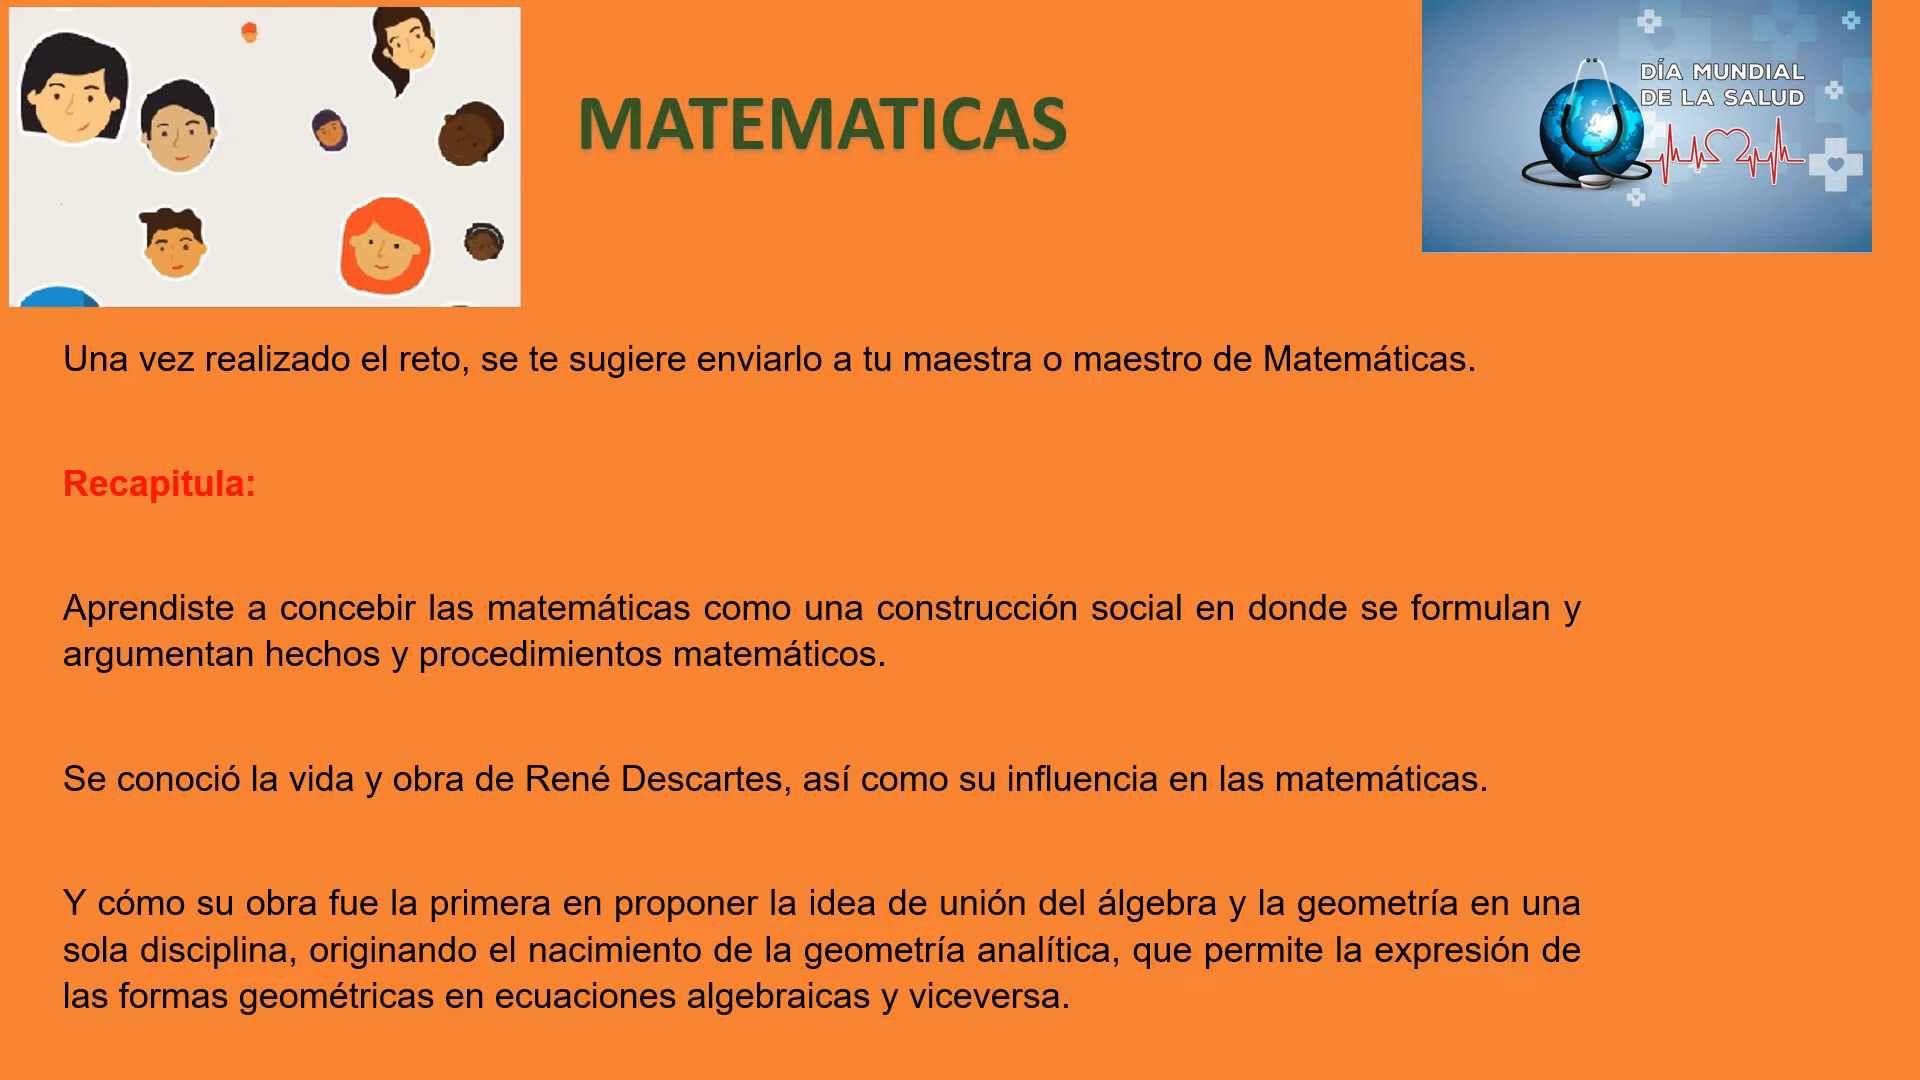 MATEMATICAS
DÍA MUNDIAL
DE LA SALUD
Una vez realizado el reto, se te sugiere enviarlo a tu maestra o maestro de Matemáticas.
Recapitula:
Aprendiste a concebir las matemáticas como una construcción social en donde se formulan y
argumentan hechos y procedimientos matemáticos.
Se conoció la vida y obra de René Descartes, así como su influencia en las matemáticas.
Y cómo su obra fue la primera en proponer la idea de unión del álgebra y la geometría en una
sola disciplina, originando el nacimiento de la geometría analítica, que permite la expresión de
las formas geométricas en ecuaciones algebraicas y viceversa.